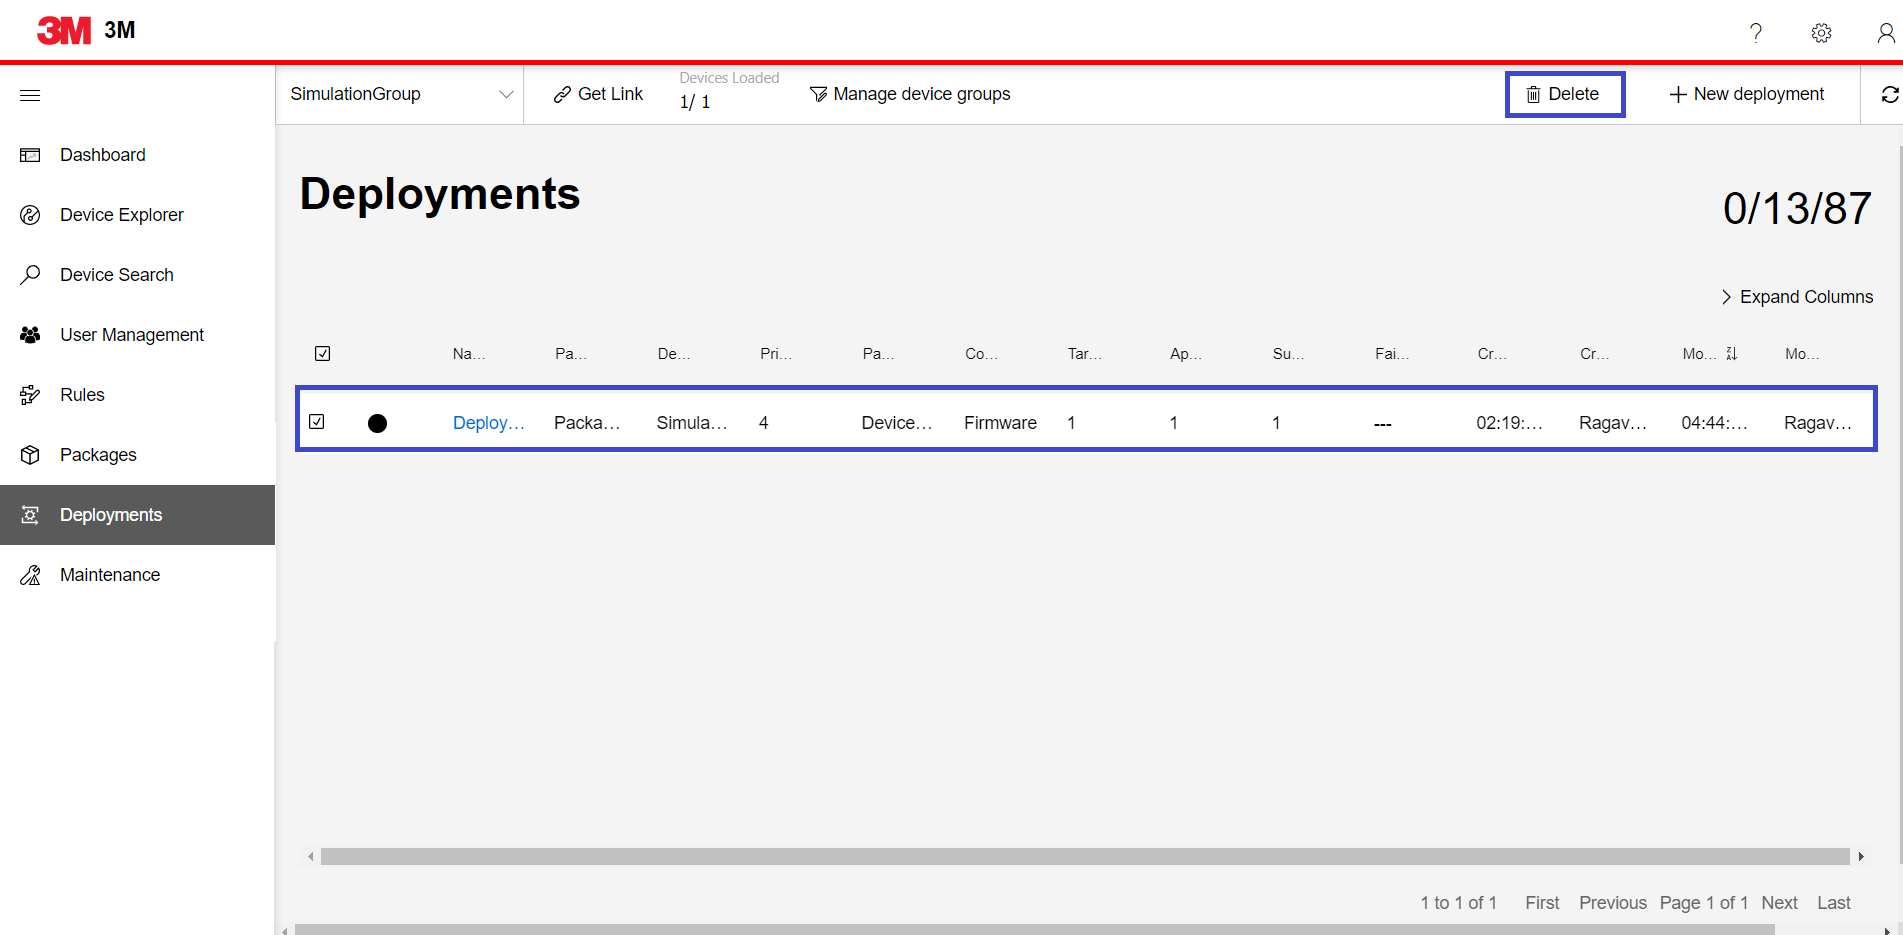 3M 3M
?
SimulationGroup
Get Link
Devices Loaded
1/ 1
Manage device groups
Delete
New deployment
Dashboard
Device Explorer
Device Search
User Management
Rules
Packages
Deployments
Maintenance
Deployments
0/13/87
Expand Columns
Na... Pa... De... Pri... Pa... Co... Tar... Ap... Su... Fai... Cr... Cr... Mo... Mo...
Deploy... Packa... Simula... 4 Device... Firmware 1 1 1 --- 02:19:... Ragav... 04:44:... Ragav...
1 to 1 of 1 First Previous Page 1 of 1 Next Last